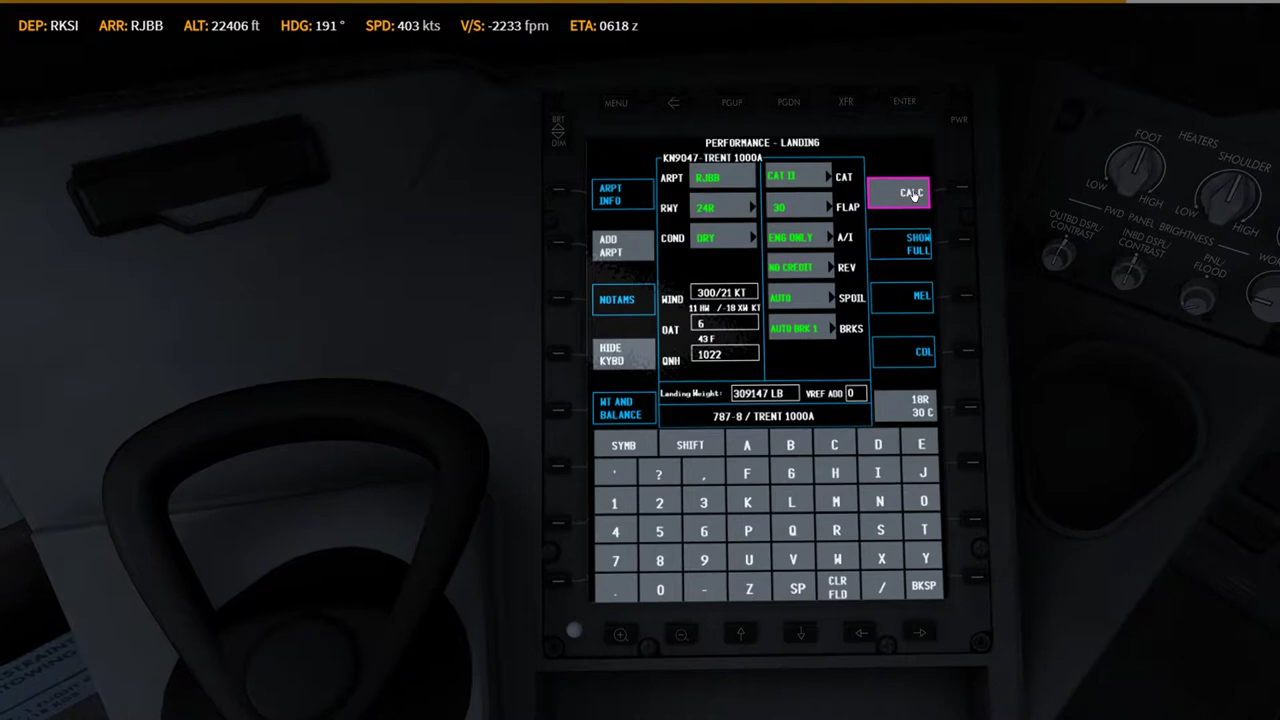 DEP: RKSI ARR: RJBB ALT: 22406 ft HDG: 191 ° SPD: 403 kts V/S: -2233 fpm ETA: 0618 z
MENU PGUP PGDN XFR ENTER
BRT
DIM
PWR
PERFORMANCE - LANDING
KN9047-TRENT 1000A
ARPT RJBB CAT II CAT
ARPT
INFO
CALC
RWY 24R 30 FLAP
COND DRY ENG ONLY A/I
ADD
ARPT
SHOW
FULL
NO CREDIT REV
NOTAMS
WIND 300/21 KT AUTO SPOIL
MEL
11 HW /-18 XW KT
OAT 6 AUTO BRK 1 BRKS
43 F
HIDE
KYBD
QNH 1022
CDL
Landing Weight: 309147 LB VREF ADD 0
WT AND
BALANCE
18R
30 C
787-8 / TRENT 1000A
SYMB SHIFT A B C D E
' ? , F G H I J
1 2 3 K L M N O
4 5 6 P Q R S T
7 8 9 U V W X Y
. 0 - Z SP CLR
FLD / BKSP
FOOT
HEATERS
SHOULDER
LOW
HIGH
LOW
HIGH
FWD PANEL BRIGHTNESS
OUTBD DSPL
CONTRAST
INBD DSPL
CONTRAST
PNL/
FLOOD